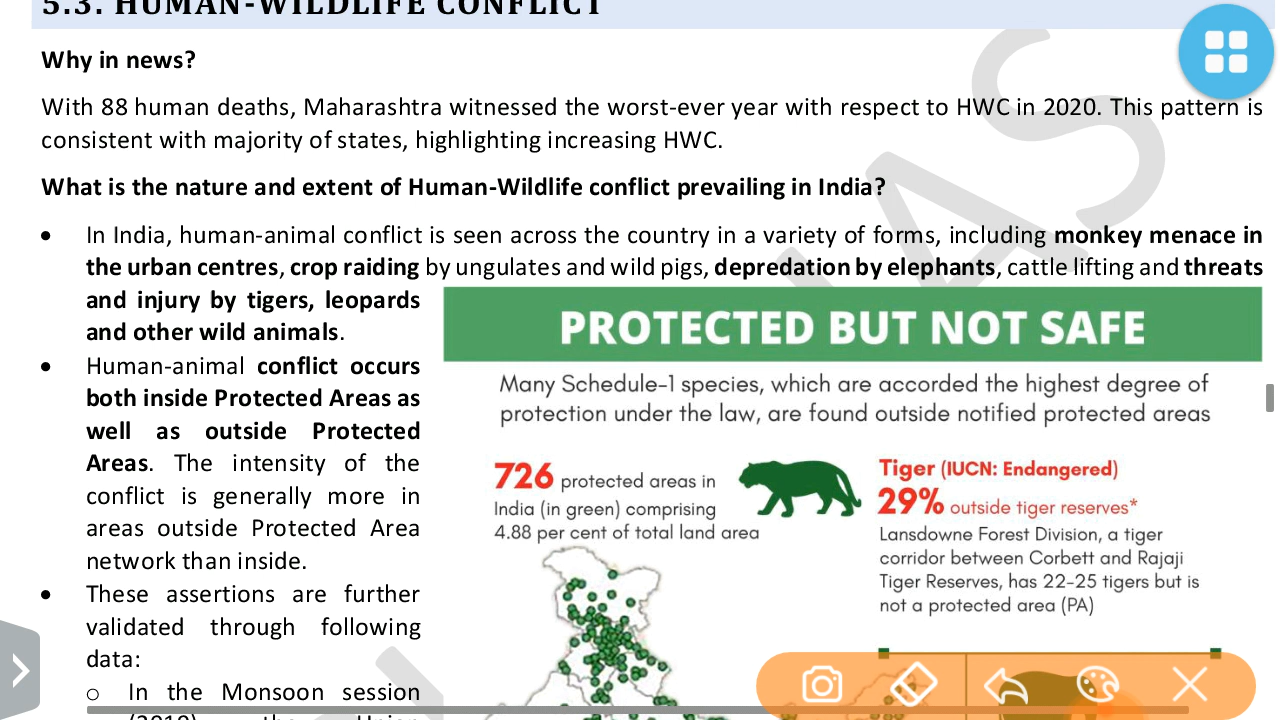 5.3. HUMAN-WILDLIFE CONFLICT
Why in news?
With 88 human deaths, Maharashtra witnessed the worst-ever year with respect to HWC in 2020. This pattern is
consistent with majority of states, highlighting increasing HWC.
What is the nature and extent of Human-Wildlife conflict prevailing in India?
• In India, human-animal conflict is seen across the country in a variety of forms, including monkey menace in
the urban centres, crop raiding by ungulates and wild pigs, depredation by elephants, cattle lifting and threats
and injury by tigers, leopards
and other wild animals.
• Human-animal conflict occurs
both inside Protected Areas as
well as outside Protected
Areas. The intensity of the
conflict is generally more in
areas outside Protected Area
network than inside.
• These assertions are further
validated through following
data:
o In the Monsoon session
PROTECTED BUT NOT SAFE
Many Schedule-1 species, which are accorded the highest degree of
protection under the law, are found outside notified protected areas
726 protected areas in
India (in green) comprising
4.88 per cent of total land area
Tiger (IUCN: Endangered)
29% outside tiger reserves*
Lansdowne Forest Division, a tiger
corridor between Corbett and Rajaji
Tiger Reserves, has 22-25 tigers but is
not a protected area (PA)
IAS